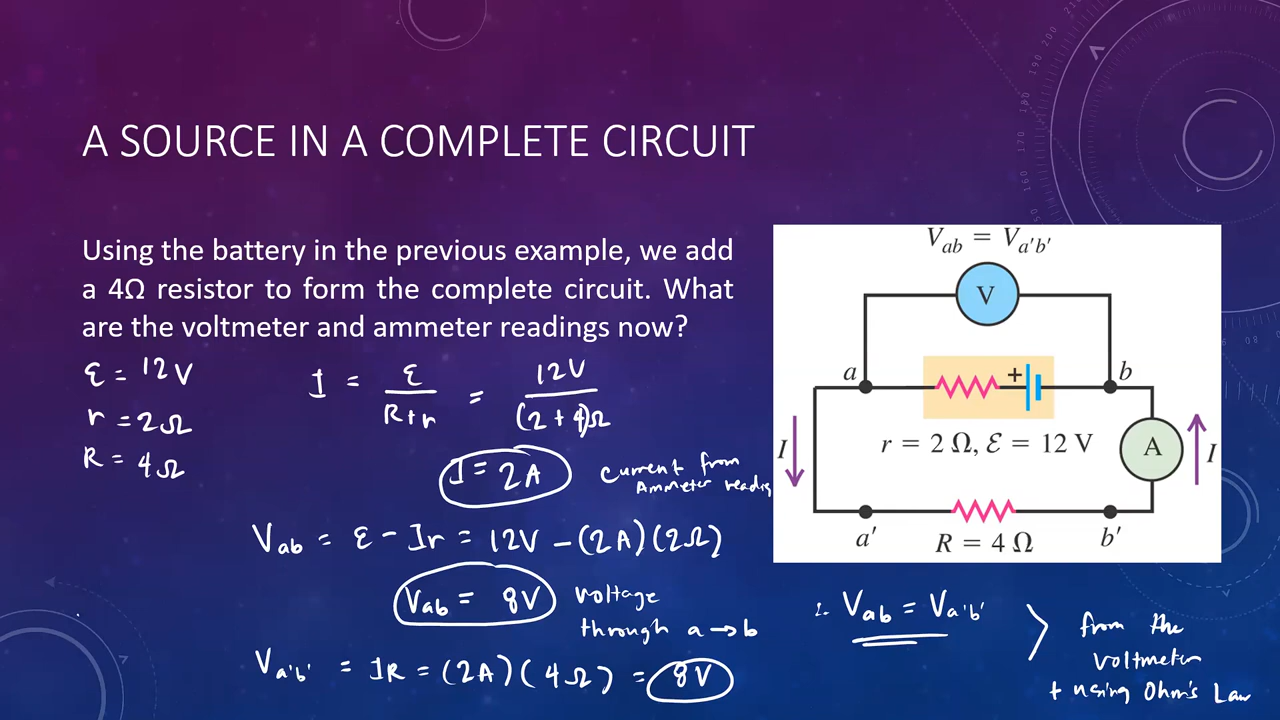 A SOURCE IN A COMPLETE CIRCUIT
Using the battery in the previous example, we add
a 4Ω resistor to form the complete circuit. What
are the voltmeter and ammeter readings now?
ε = 12V
r = 2Ω
R = 4Ω
I = ε / (R+r) = 12V / (2+4)Ω
I = 2A
Current from
Ammeter readig
Vab = ε - Ir = 12V - (2A)(2Ω)
Vab = 8V
voltage
through a → b
Va'b' = IR = (2A)(4Ω) = 8V
Vab = Va'b'
V
a
+
b
r = 2 Ω, ℰ = 12 V
A
I
I
a'
R = 4 Ω
b'
Vab = Va'b'
from the
voltmeter
+ using Ohm's Law